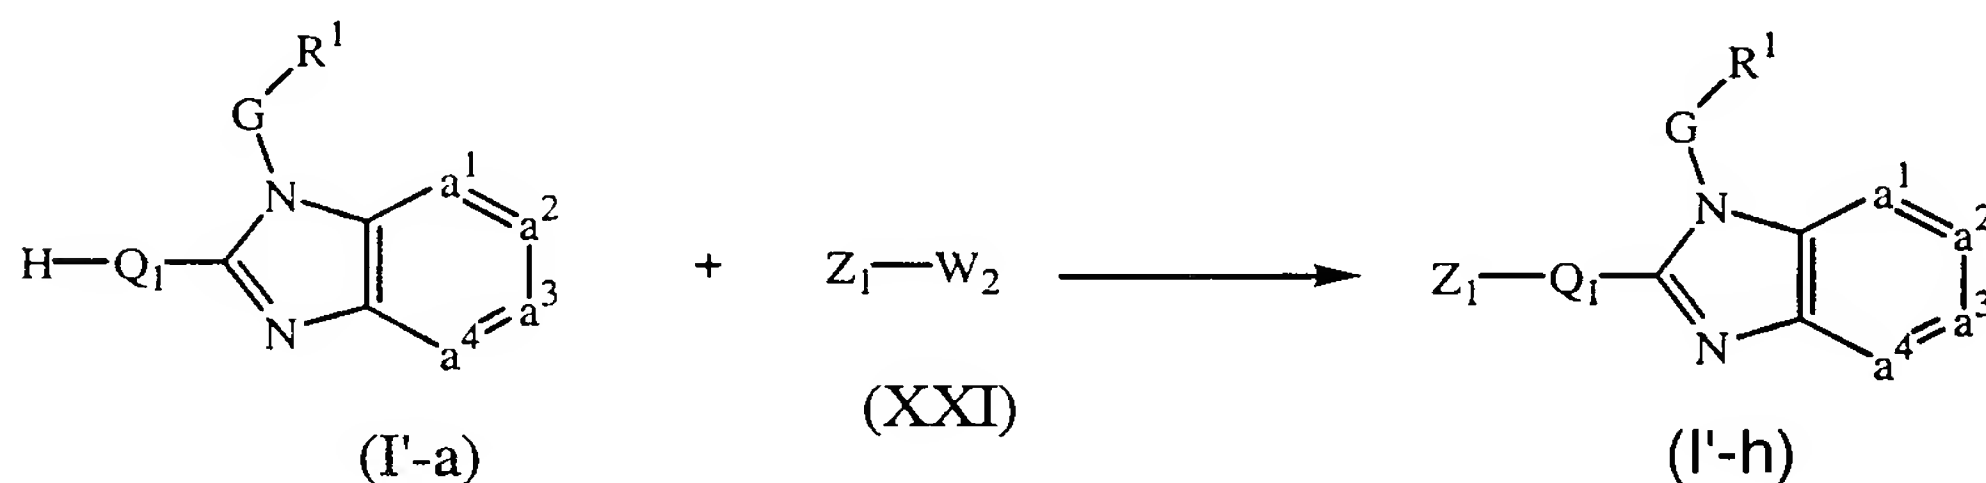 R¹ R¹
G G
N a¹ a² N a¹ a²
H—Q₁ + Z₁—W₂ Z₁—Q₁
N a⁴ a³ N a⁴ a³
(XXI)
(I'-a) (I'-h)